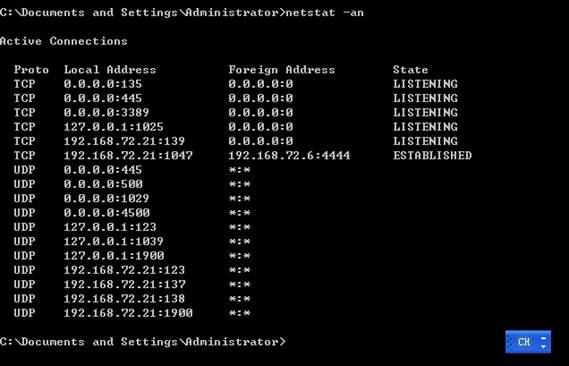 C:\Documents and Settings\Administrator>netstat -an
Active Connections
Proto Local Address Foreign Address State
TCP 0.0.0.0:135 0.0.0.0:0 LISTENING
TCP 0.0.0.0:445 0.0.0.0:0 LISTENING
TCP 0.0.0.0:3389 0.0.0.0:0 LISTENING
TCP 127.0.0.1:1025 0.0.0.0:0 LISTENING
TCP 192.168.72.21:139 0.0.0.0:0 LISTENING
TCP 192.168.72.21:1047 192.168.72.6:4444 ESTABLISHED
UDP 0.0.0.0:445 *:*
UDP 0.0.0.0:500 *:*
UDP 0.0.0.0:1029 *:*
UDP 0.0.0.0:4500 *:*
UDP 127.0.0.1:123 *:*
UDP 127.0.0.1:1039 *:*
UDP 127.0.0.1:1900 *:*
UDP 192.168.72.21:123 *:*
UDP 192.168.72.21:137 *:*
UDP 192.168.72.21:138 *:*
UDP 192.168.72.21:1900 *:*
C:\Documents and Settings\Administrator>
CH